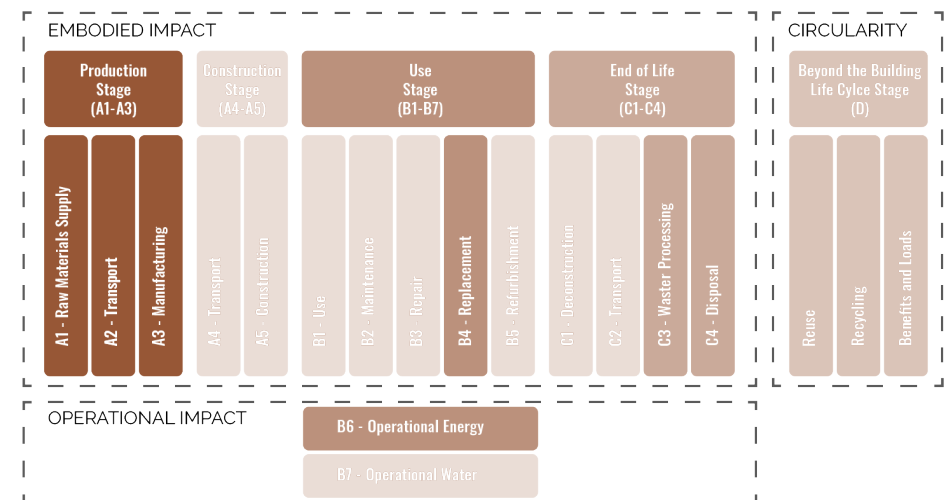 EMBODIED IMPACT
CIRCULARITY
Production
Stage
(A1-A3)
Construction
Stage
(A4-A5)
Use
Stage
(B1-B7)
End of Life
Stage
(C1-C4)
Beyond the Building
Life Cylce Stage
(D)
A1 - Raw Materials Supply
A2 - Transport
A3 - Manufacturing
A4 - Transport
A5 - Construction
B1 - Use
B2 - Maintenance
B3 - Repair
B4 - Replacement
B5 - Refurbishment
C1 - Deconstruction
C2 - Transport
C3 - Waster Processing
C4 - Disposal
Reuse
Recycling
Benefits and Loads
OPERATIONAL IMPACT
B6 - Operational Energy
B7 - Operational Water